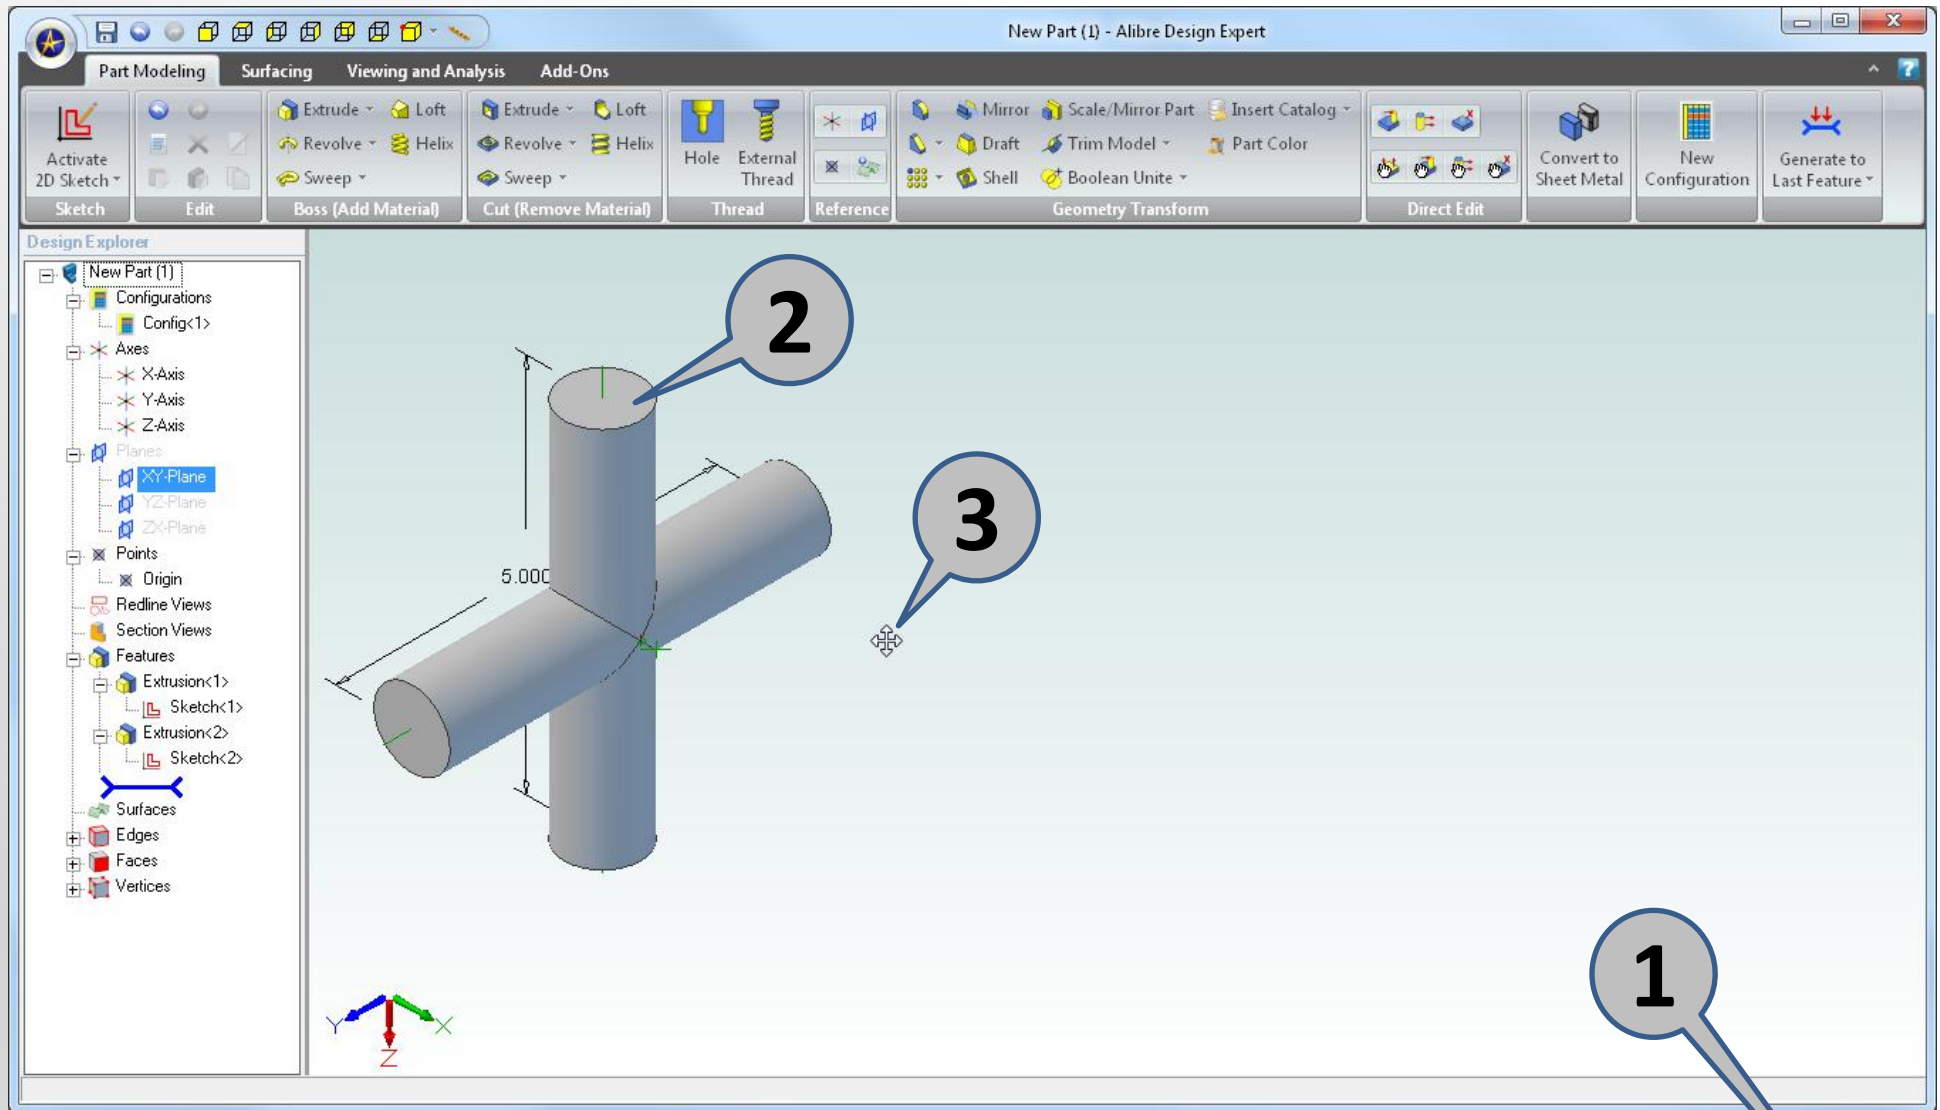 New Part (1) - Alibre Design Expert
Part Modeling Surfacing Viewing and Analysis Add-Ons
Extrude Loft Extrude Loft Mirror Scale/Mirror Part Insert Catalog
Activate 2D Sketch Revolve Helix Revolve Helix Hole External Thread Draft Trim Model Part Color Convert to Sheet Metal New Configuration Generate to Last Feature
Sweep Sweep Shell Boolean Unite
Sketch Edit Boss (Add Material) Cut (Remove Material) Thread Reference Geometry Transform Direct Edit
Design Explorer
New Part (1)
Configurations
Config<1>
Axes
X-Axis
Y-Axis
Z-Axis
Planes
XY-Plane
YZ-Plane
ZX-Plane
Points
Origin
Redline Views
Section Views
Features
Extrusion<1>
Sketch<1>
Extrusion<2>
Sketch<2>
Surfaces
Edges
Faces
Vertices
2
3
5.000
1
Y
X
Z